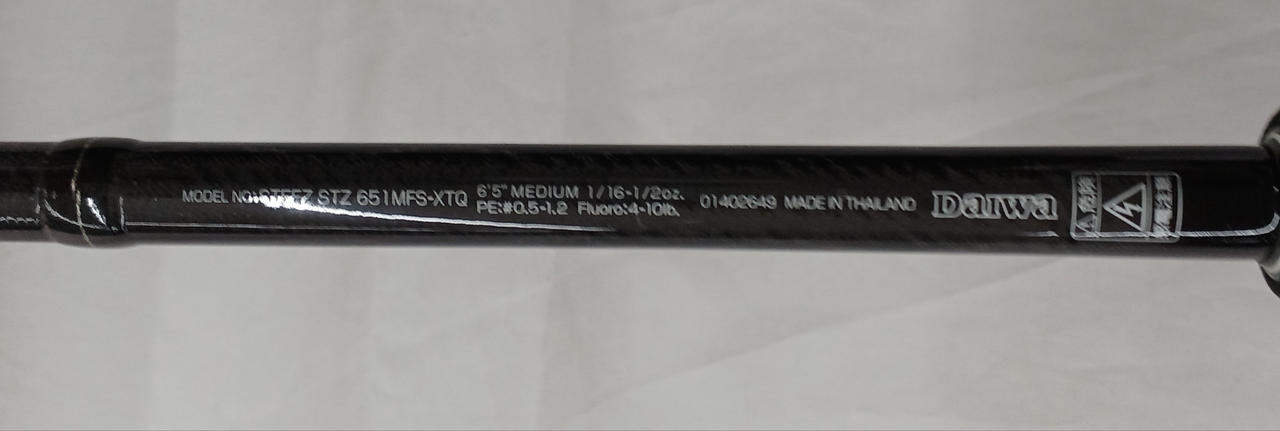 MODEL NO:STEEZ STZ 651MFS-XTQ
6'5" MEDIUM 1/16-1/2oz.
PE:#0.5-1.2 Fluoro:4-10lb.
01402649 MADE IN THAILAND
Daiwa